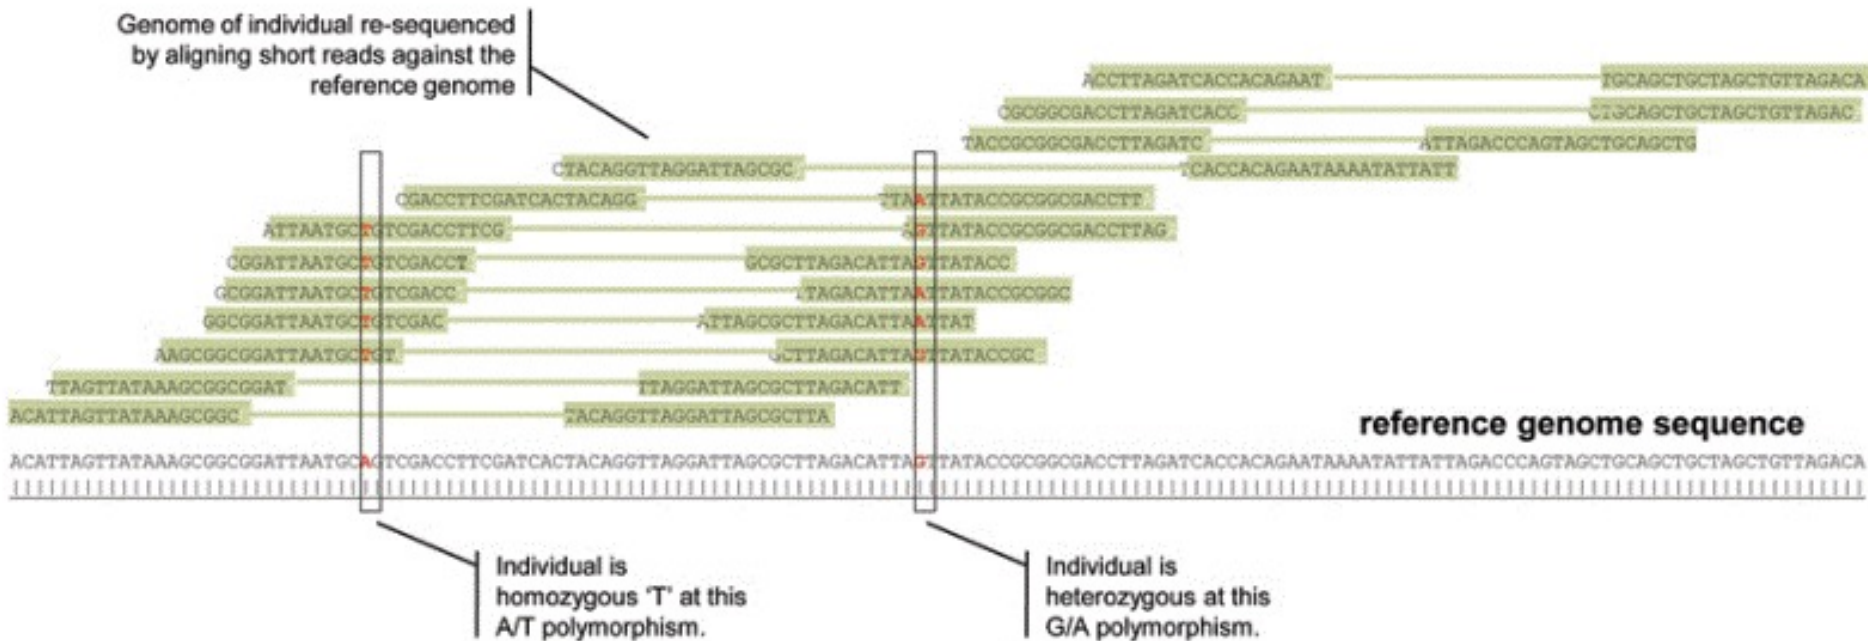 Genome of individual re-sequenced
by aligning short reads against the
reference genome
ACCTTAGATCACCACAGAAT TGCAGCTGCTAGCTGTTAGACA
CGCGGCGACCTTAGATCACC CTGCAGCTGCTAGCTGTTAGAC
TACCGCGGCGACCTTAGATC ATTAGACCCAGTAGCTGCAGCTG
CTACAGGTTAGGATTAGCGC TCACCACAGAATAAAATATTATT
CGACCTTCGATCACTACAGG TTAATTATACCGCGGCGACCTT
ATTAATGCTGTCGACCTTCG AGTTATACCGCGGCGACCTTAG
CGGATTAATGCTGTCGACCT GCGCTTAGACATTAGTTATACC
GCGGATTAATGCTGTCGACC TTAGACATTAATTATACCGCGGC
GGCGGATTAATGCTGTCGAC ATTAGCGCTTAGACATTAATTAT
AAGCGGCGGATTAATGCTGT GCTTAGACATTAGTTATACCGC
TTAGTTATAAAGCGGCGGAT TTAGGATTAGCGCTTAGACATT
ACATTAGTTATAAAGCGGC TACAGGTTAGGATTAGCGCTTA
reference genome sequence
ACATTAGTTATAAAGCGGCGGATTAATGCAGTCGACCTTCGATCACTACAGGTTAGGATTAGCGCTTAGACATTAGTTATACCGCGGCGACCTTAGATCACCACAGAATAAAATATTATTAGACCCAGTAGCTGCAGCTGCTAGCTGTTAGACA
Individual is
homozygous 'T' at this
A/T polymorphism.
Individual is
heterozygous at this
G/A polymorphism.